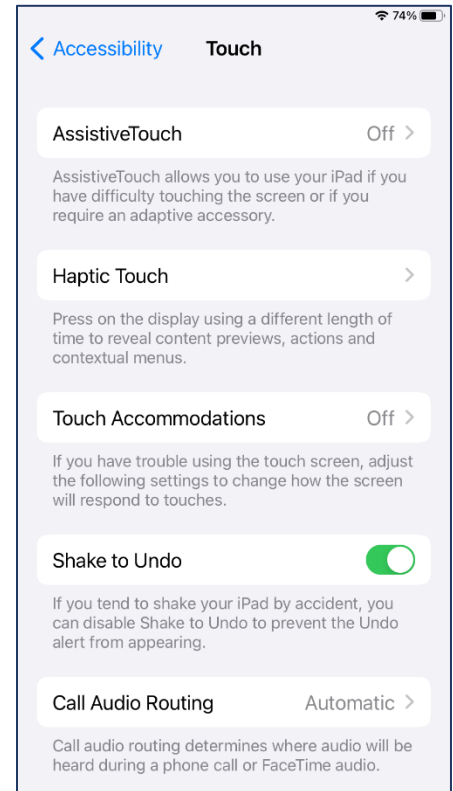 74%
Accessibility Touch
AssistiveTouch Off
AssistiveTouch allows you to use your iPad if you
have difficulty touching the screen or if you
require an adaptive accessory.
Haptic Touch
Press on the display using a different length of
time to reveal content previews, actions and
contextual menus.
Touch Accommodations Off
If you have trouble using the touch screen, adjust
the following settings to change how the screen
will respond to touches.
Shake to Undo
If you tend to shake your iPad by accident, you
can disable Shake to Undo to prevent the Undo
alert from appearing.
Call Audio Routing Automatic
Call audio routing determines where audio will be
heard during a phone call or FaceTime audio.